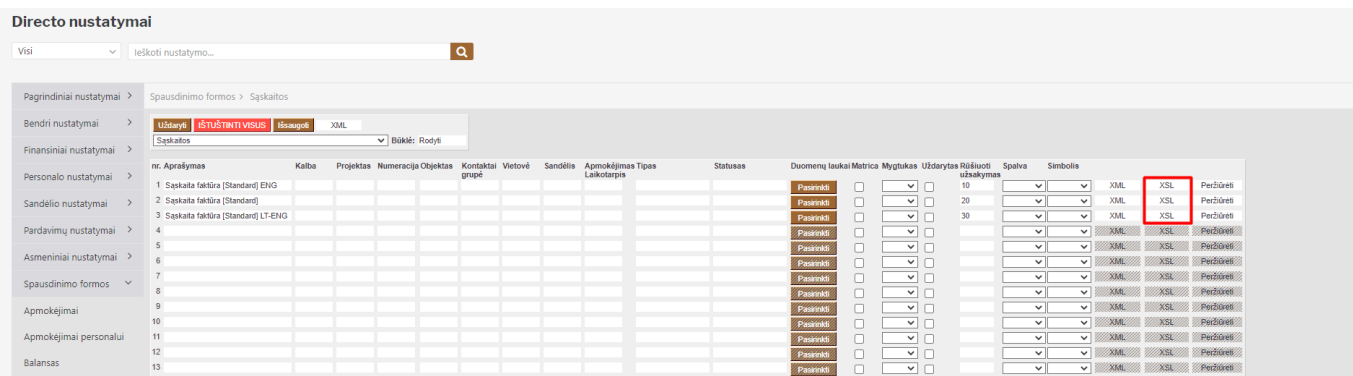 Directo nustatymai
Visi Ieškoti nustatymo...
Pagrindiniai nustatymai
Bendri nustatymai
Finansiniai nustatymai
Personalo nustatymai
Sandėlio nustatymai
Pardavimų nustatymai
Asmeniniai nustatymai
Spausdinimo formos
Apmokėjimai
Apmokėjimai personalui
Balansas
Spausdinimo formos > Sąskaitos
Uždaryti IŠTUŠTINTI VISUS Išsaugoti XML
Sąskaitos Būklė: Rodyti
nr. Aprašymas Kalba Projektas Numeracija Objektas Kontaktai grupė Vietovė Sandėlis Apmokėjimas Laikotarpis Tipas Statusas Duomenų laukai Matrica Mygtukas Uždarytas Rūšiuoti užsakymas Spalva Simbolis
1 Sąskaita faktūra [Standard] ENG Pasirinkti 10 XML XSL Peržiūrėti
2 Sąskaita faktūra [Standard] Pasirinkti 20 XML XSL Peržiūrėti
3 Sąskaita faktūra [Standard] LT-ENG Pasirinkti 30 XML XSL Peržiūrėti
4 Pasirinkti XML XSL Peržiūrėti
5 Pasirinkti XML XSL Peržiūrėti
6 Pasirinkti XML XSL Peržiūrėti
7 Pasirinkti XML XSL Peržiūrėti
8 Pasirinkti XML XSL Peržiūrėti
9 Pasirinkti XML XSL Peržiūrėti
10 Pasirinkti XML XSL Peržiūrėti
11 Pasirinkti XML XSL Peržiūrėti
12 Pasirinkti XML XSL Peržiūrėti
13 Pasirinkti XML XSL Peržiūrėti